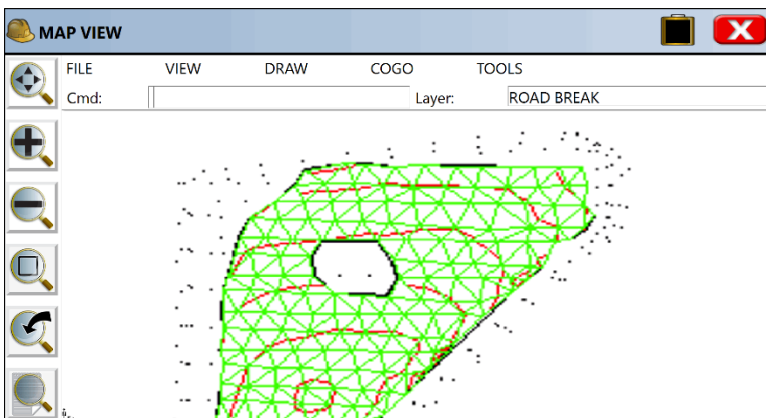 MAP VIEW
FILE VIEW DRAW COGO TOOLS
Cmd: Layer: ROAD BREAK